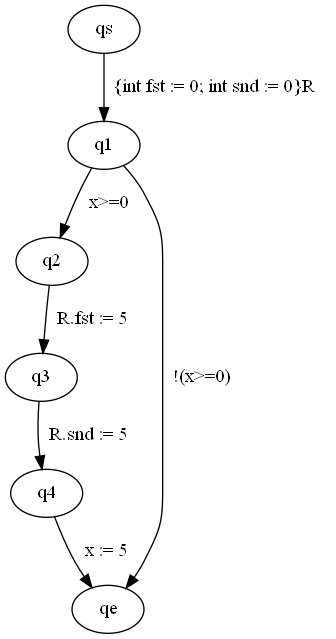 qs
{int fst := 0; int snd := 0}R
q1
x>=0
q2
R.fst := 5
!(x>=0)
q3
R.snd := 5
q4
x := 5
qe